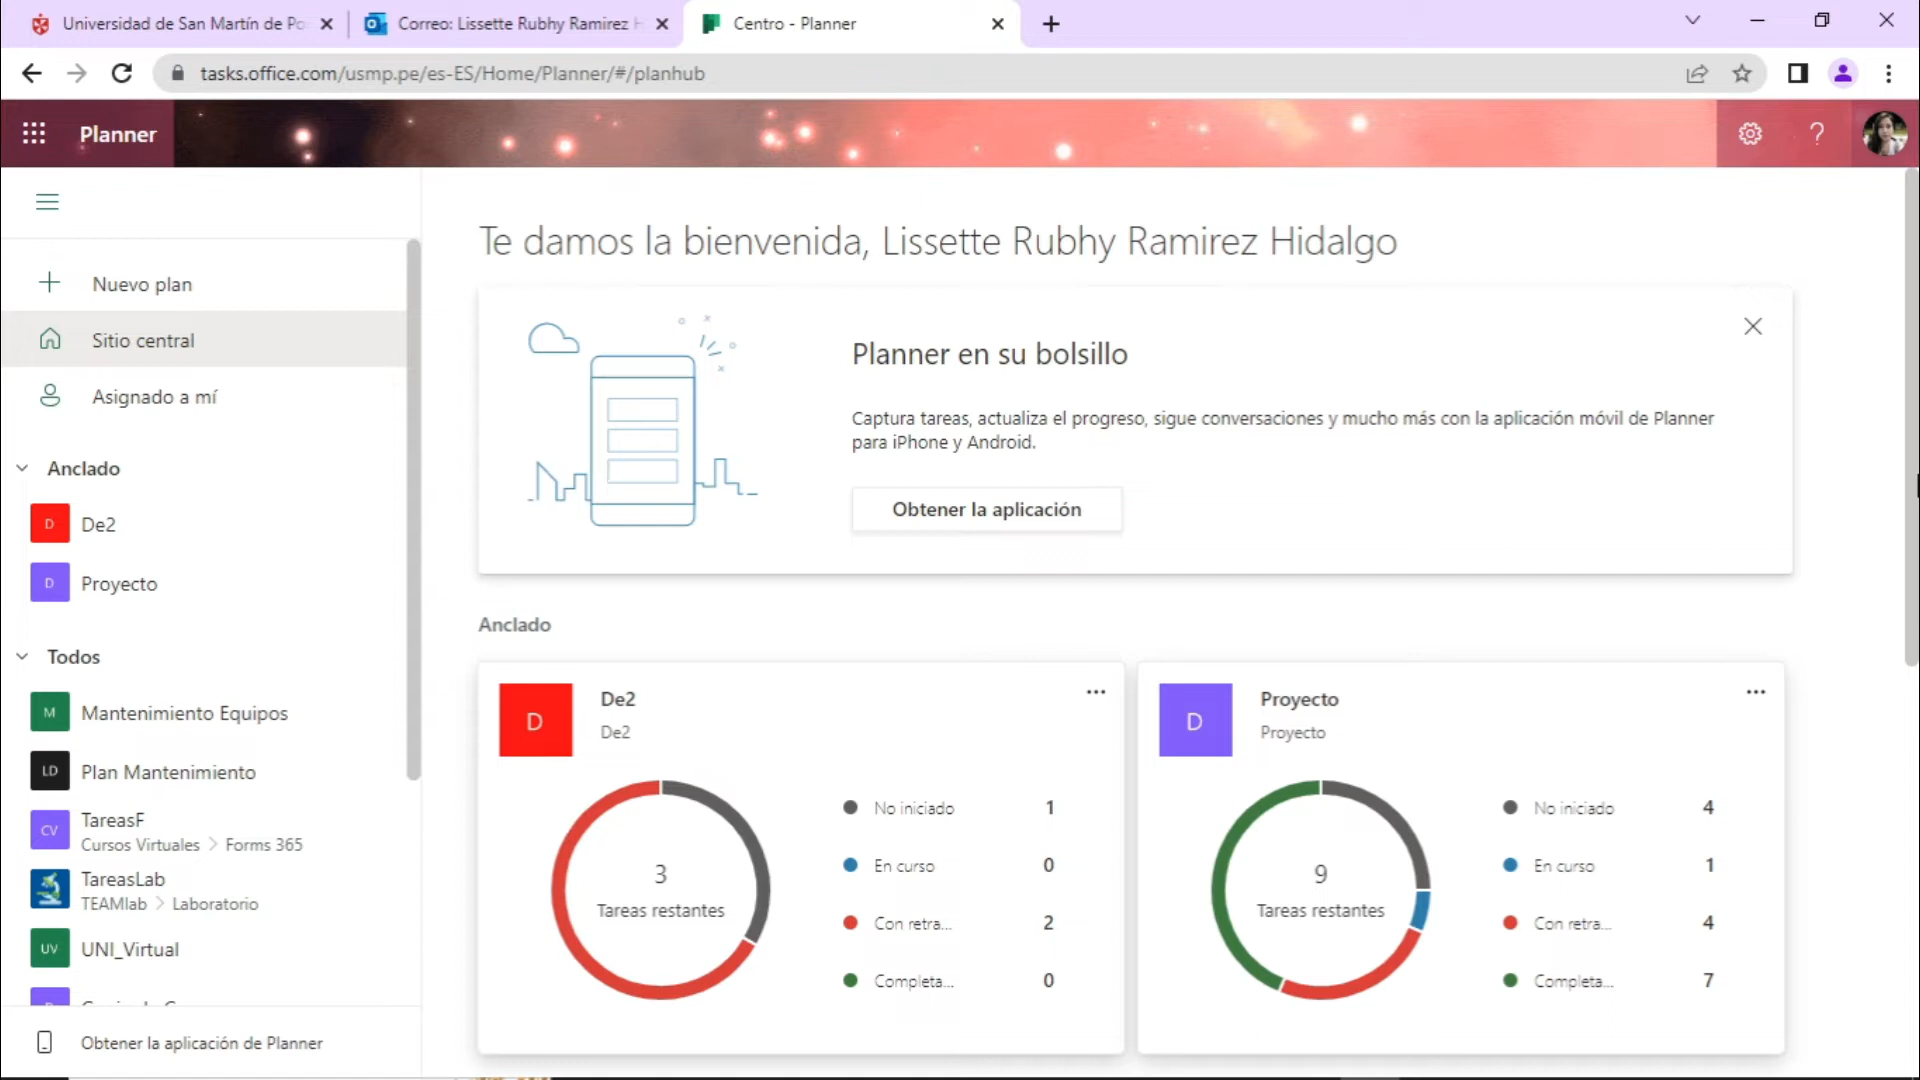 Universidad de San Martín de Po
Correo: Lissette Rubhy Ramirez H
Centro - Planner
tasks.office.com/usmp.pe/es-ES/Home/Planner/#/planhub
Planner
?
Te damos la bienvenida, Lissette Rubhy Ramirez Hidalgo
Nuevo plan
Sitio central
Asignado a mí
Anclado
D De2
D Proyecto
Todos
M Mantenimiento Equipos
LD Plan Mantenimiento
CV TareasF
Cursos Virtuales > Forms 365
TareasLab
TEAMlab > Laboratorio
UV UNI_Virtual
Obtener la aplicación de Planner
Planner en su bolsillo
Captura tareas, actualiza el progreso, sigue conversaciones y mucho más con la aplicación móvil de Planner
para iPhone y Android.
Obtener la aplicación
Anclado
D
De2
De2
3
Tareas restantes
No iniciado 1
En curso 0
Con retra... 2
Completa... 0
D
Proyecto
Proyecto
9
Tareas restantes
No iniciado 4
En curso 1
Con retra... 4
Completa... 7